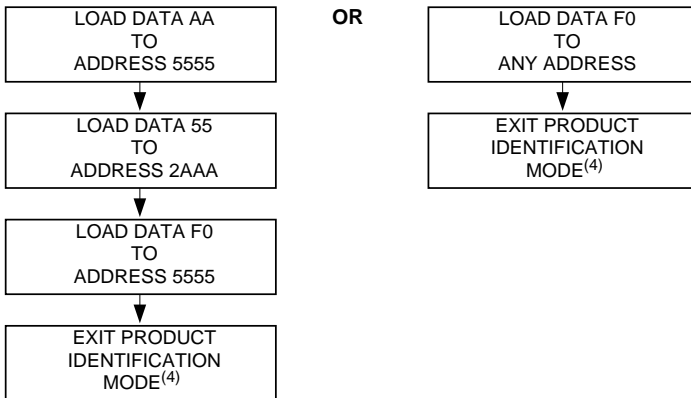 LOAD DATA AA
TO
ADDRESS 5555
LOAD DATA 55
TO
ADDRESS 2AAA
LOAD DATA F0
TO
ADDRESS 5555
EXIT PRODUCT
IDENTIFICATION
MODE(4)
OR
LOAD DATA F0
TO
ANY ADDRESS
EXIT PRODUCT
IDENTIFICATION
MODE(4)